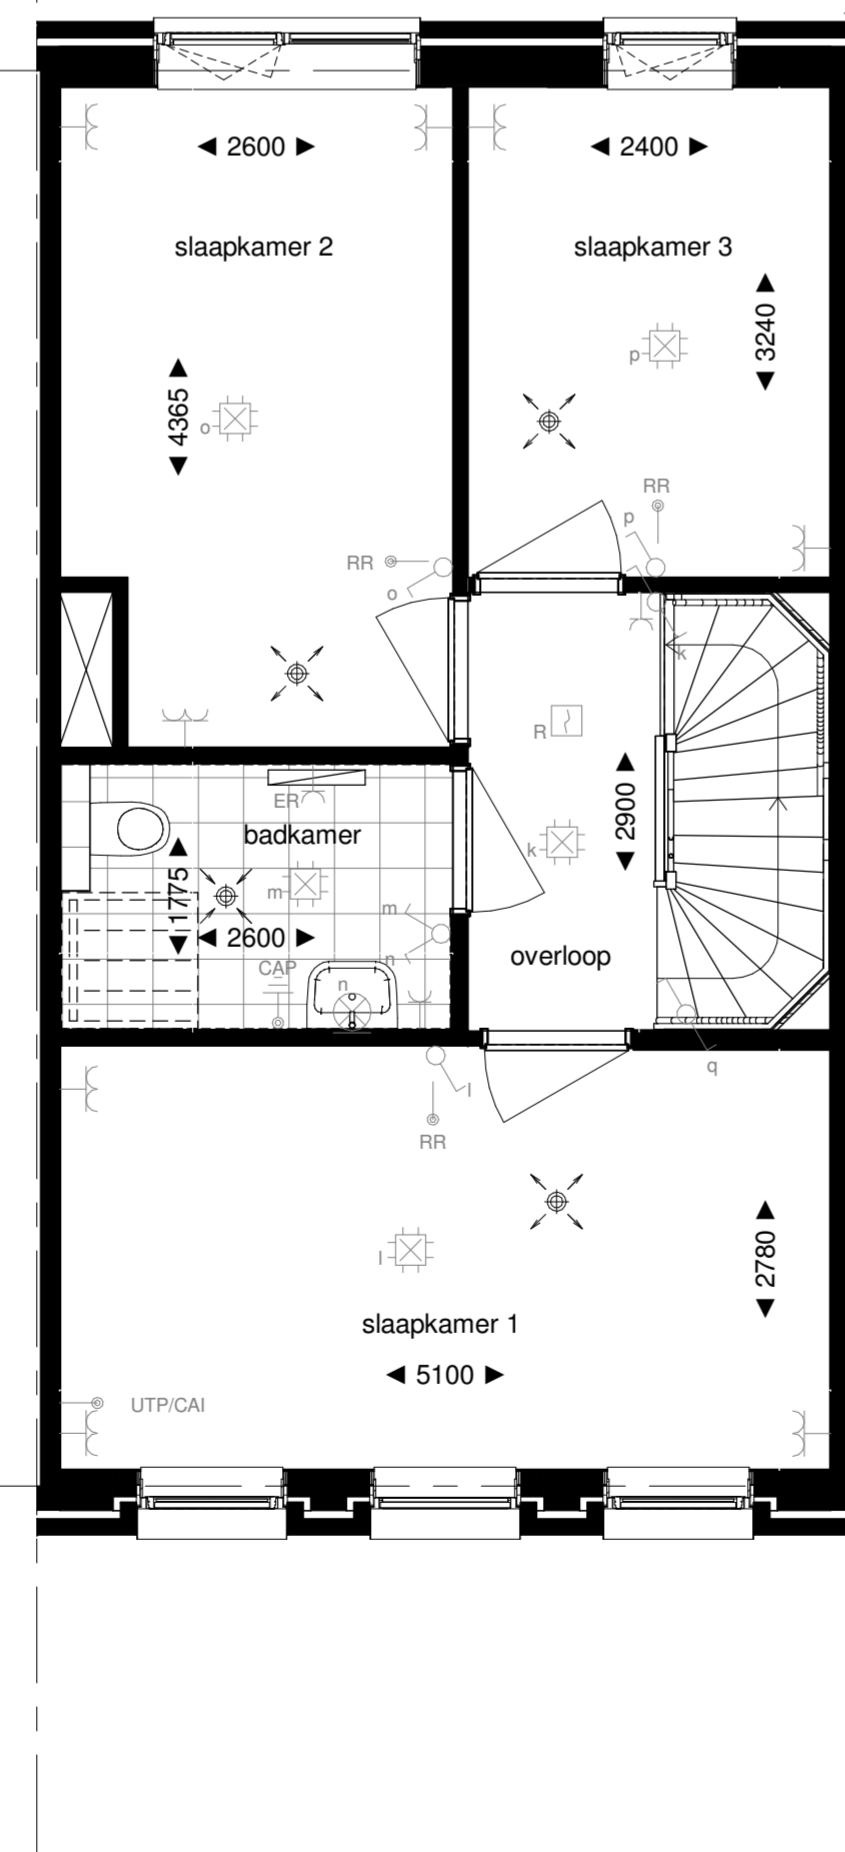 ◄ 2600 ►
◄ 2400 ►
slaapkamer 2
slaapkamer 3
◄ 3240 ►
p
◄ 4365 ►
o
RR
p
RR
o
k
R
◄ 2900 ►
ER
badkamer
k
m
◄ 1775 ►
m
◄ 2600 ►
n
overloop
CAP
n
q
l
RR
◄ 2780 ►
l
slaapkamer 1
◄ 5100 ►
UTP/CAI